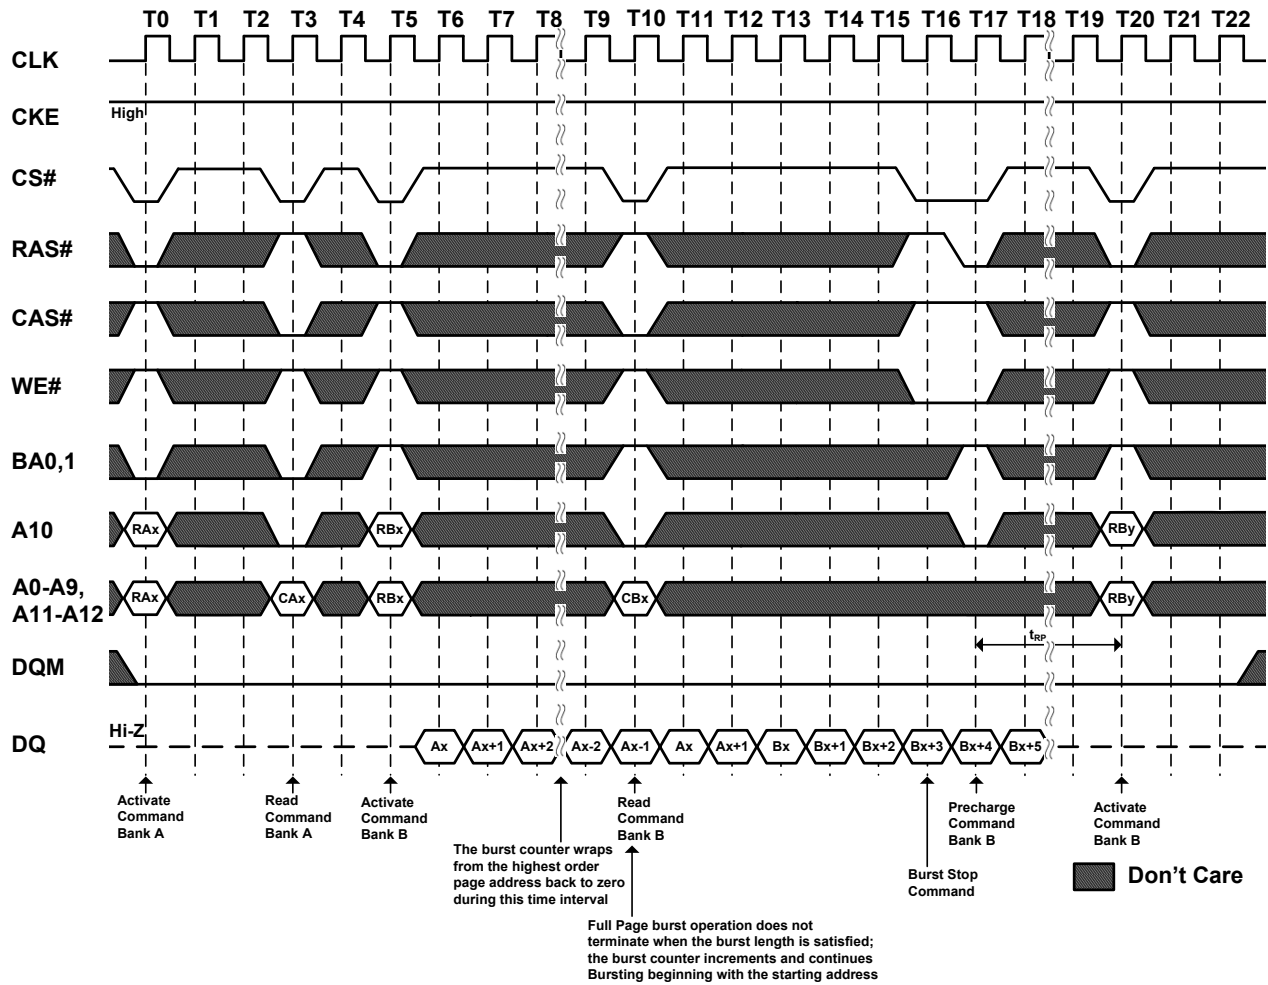 T0 T1 T2 T3 T4 T5 T6 T7 T8 T9 T10 T11 T12 T13 T14 T15 T16 T17 T18 T19 T20 T21 T22
CLK
CKE High
CS#
RAS#
CAS#
WE#
BA0,1
A10 RAx RBx RBy
A0-A9,
A11-A12 RAx CAx RBx CBx RBy
tRP
DQM
Hi-Z
DQ Ax Ax+1 Ax+2 Ax-2 Ax-1 Ax Ax+1 Bx Bx+1 Bx+2 Bx+3 Bx+4 Bx+5
Activate
Command
Bank A
Read
Command
Bank A
Activate
Command
Bank B
The burst counter wraps
from the highest order
page address back to zero
during this time interval
Read
Command
Bank B
Full Page burst operation does not
terminate when the burst length is satisfied;
the burst counter increments and continues
Bursting beginning with the starting address
Burst Stop
Command
Precharge
Command
Bank B
Activate
Command
Bank B
Don't Care